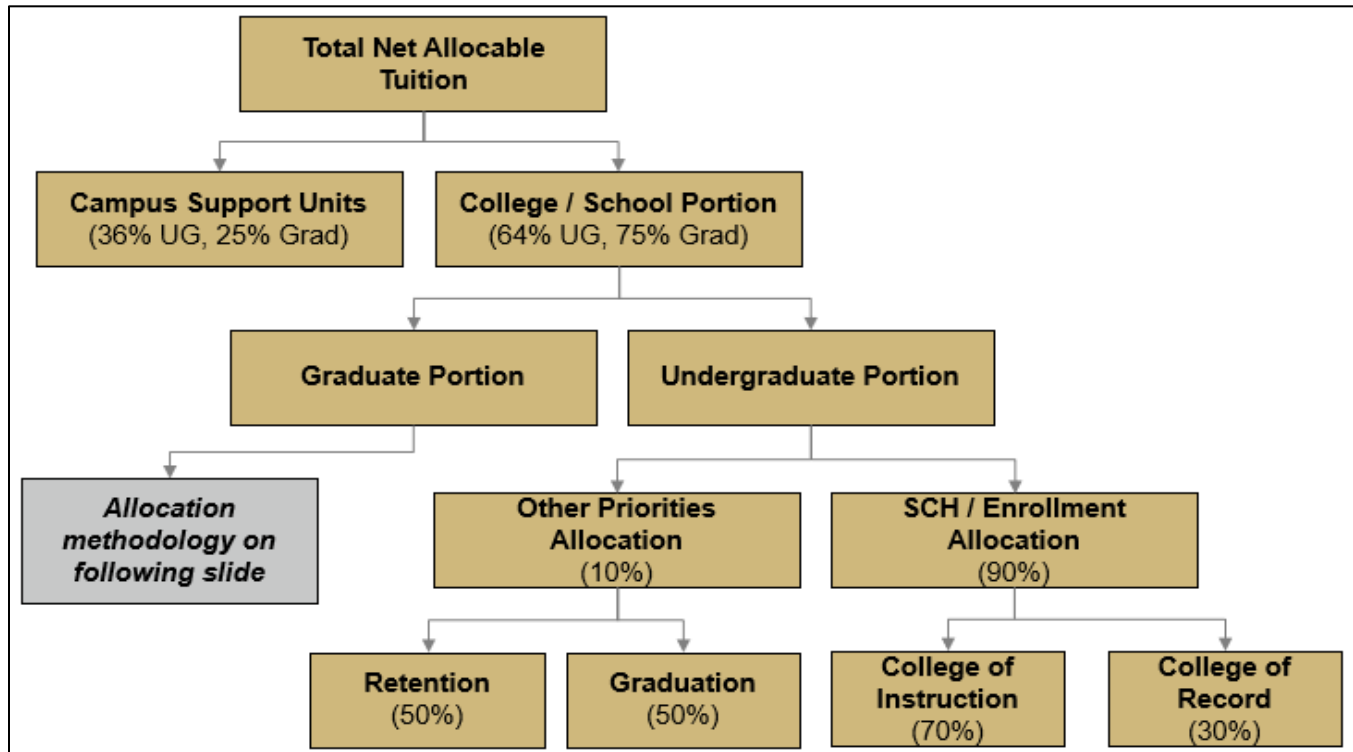 Total Net Allocable
Tuition
Campus Support Units
(36% UG, 25% Grad)
College / School Portion
(64% UG, 75% Grad)
Graduate Portion
Undergraduate Portion
Allocation
methodology on
following slide
Other Priorities
Allocation
(10%)
SCH / Enrollment
Allocation
(90%)
Retention
(50%)
Graduation
(50%)
College of
Instruction
(70%)
College of
Record
(30%)